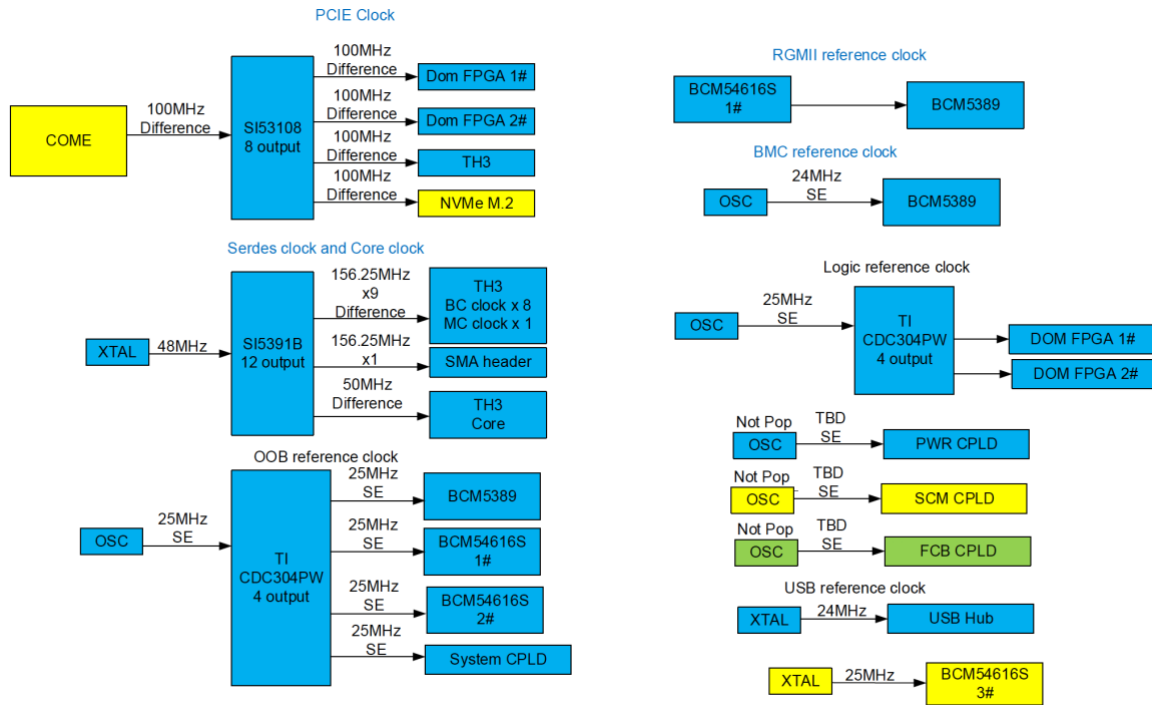 PCIE Clock
COME
100MHz
Difference
SI53108
8 output
100MHz
Difference
Dom FPGA 1#
100MHz
Difference
Dom FPGA 2#
100MHz
Difference
TH3
100MHz
Difference
NVMe M.2
Serdes clock and Core clock
XTAL
48MHz
SI5391B
12 output
156.25MHz
x9
Difference
TH3
BC clock x 8
MC clock x 1
156.25MHz
x1
SMA header
50MHz
Difference
TH3
Core
OOB reference clock
OSC
25MHz
SE
TI
CDC304PW
4 output
25MHz
SE
BCM5389
25MHz
SE
BCM54616S
1#
25MHz
SE
BCM54616S
2#
25MHz
SE
System CPLD
RGMII reference clock
BCM54616S
1#
BCM5389
BMC reference clock
OSC
24MHz
SE
BCM5389
Logic reference clock
OSC
25MHz
SE
TI
CDC304PW
4 output
DOM FPGA 1#
DOM FPGA 2#
Not Pop
OSC
TBD
SE
PWR CPLD
Not Pop
OSC
TBD
SE
SCM CPLD
Not Pop
OSC
TBD
SE
FCB CPLD
USB reference clock
XTAL
24MHz
USB Hub
XTAL
25MHz
BCM54616S
3#